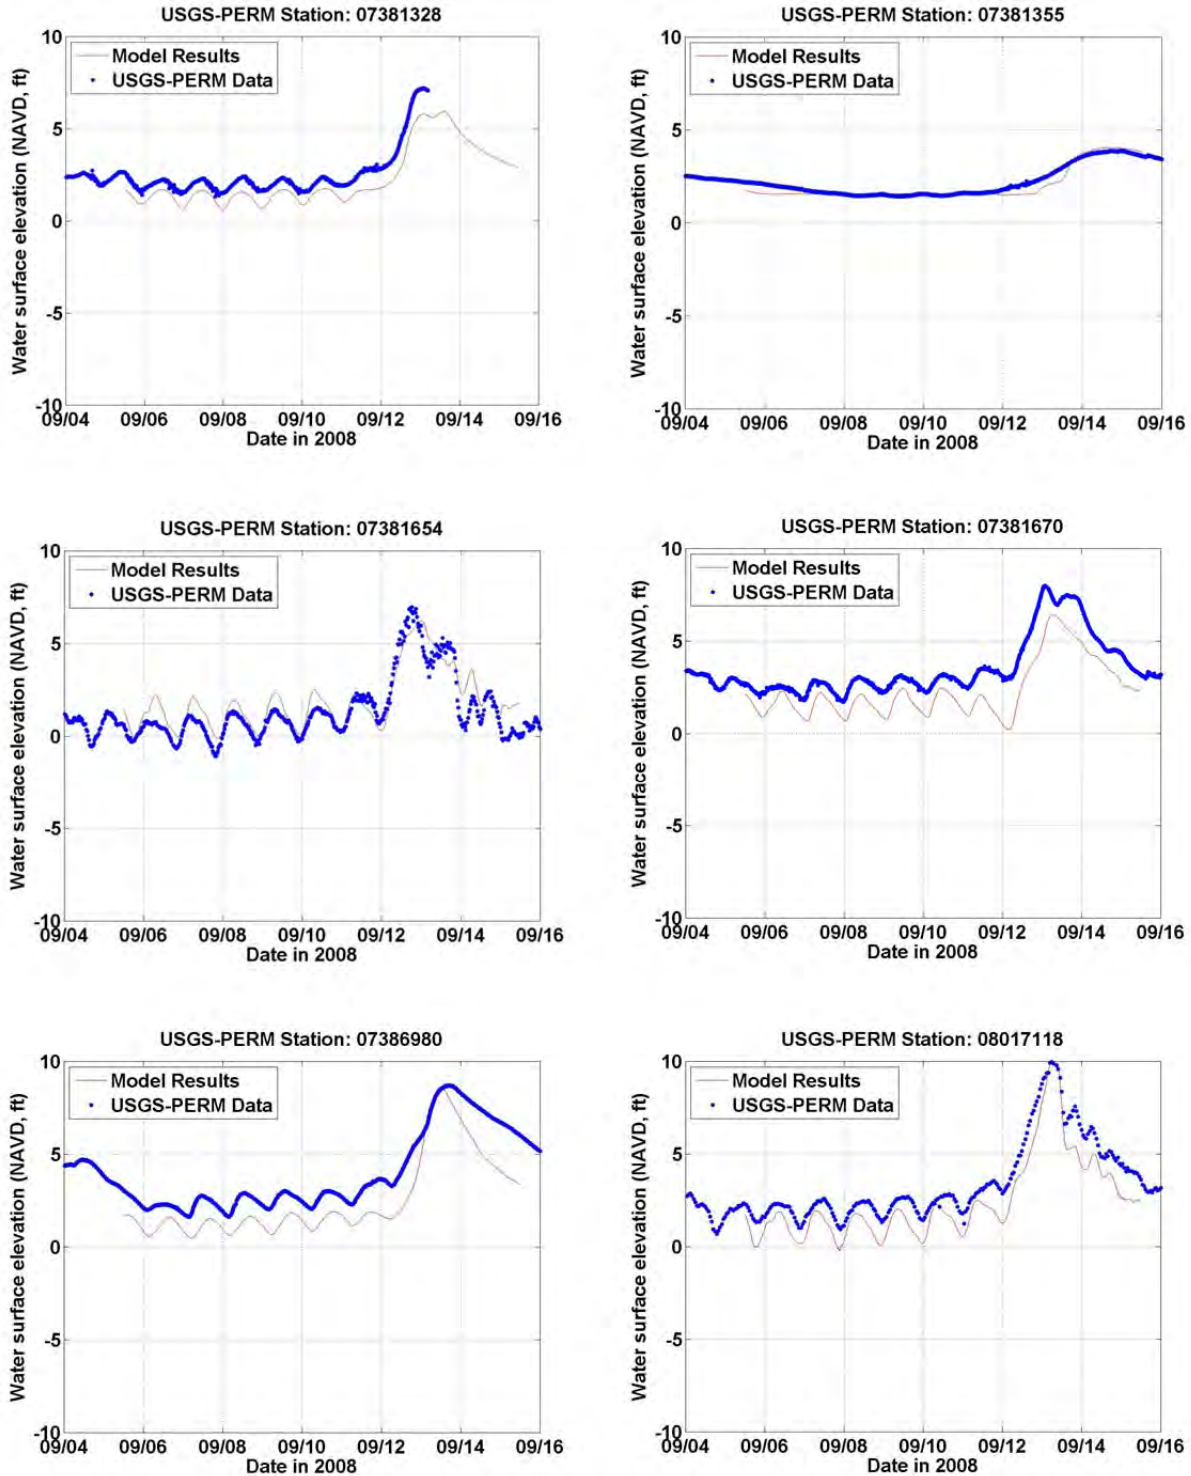 USGS-PERM Station: 07381328
10
5
0
-5
-10
Water surface elevation (NAVD, ft)
Model Results
USGS-PERM Data
09/04 09/06 09/08 09/10 09/12 09/14 09/16
Date in 2008
USGS-PERM Station: 07381355
10
5
0
-5
-10
Water surface elevation (NAVD, ft)
Model Results
USGS-PERM Data
09/04 09/06 09/08 09/10 09/12 09/14 09/16
Date in 2008
USGS-PERM Station: 07381654
10
5
0
-5
-10
Water surface elevation (NAVD, ft)
Model Results
USGS-PERM Data
09/04 09/06 09/08 09/10 09/12 09/14 09/16
Date in 2008
USGS-PERM Station: 07381670
10
5
0
-5
-10
Water surface elevation (NAVD, ft)
Model Results
USGS-PERM Data
09/04 09/06 09/08 09/10 09/12 09/14 09/16
Date in 2008
USGS-PERM Station: 07386980
10
5
0
-5
-10
Water surface elevation (NAVD, ft)
Model Results
USGS-PERM Data
09/04 09/06 09/08 09/10 09/12 09/14 09/16
Date in 2008
USGS-PERM Station: 08017118
10
5
0
-5
-10
Water surface elevation (NAVD, ft)
Model Results
USGS-PERM Data
09/04 09/06 09/08 09/10 09/12 09/14 09/16
Date in 2008